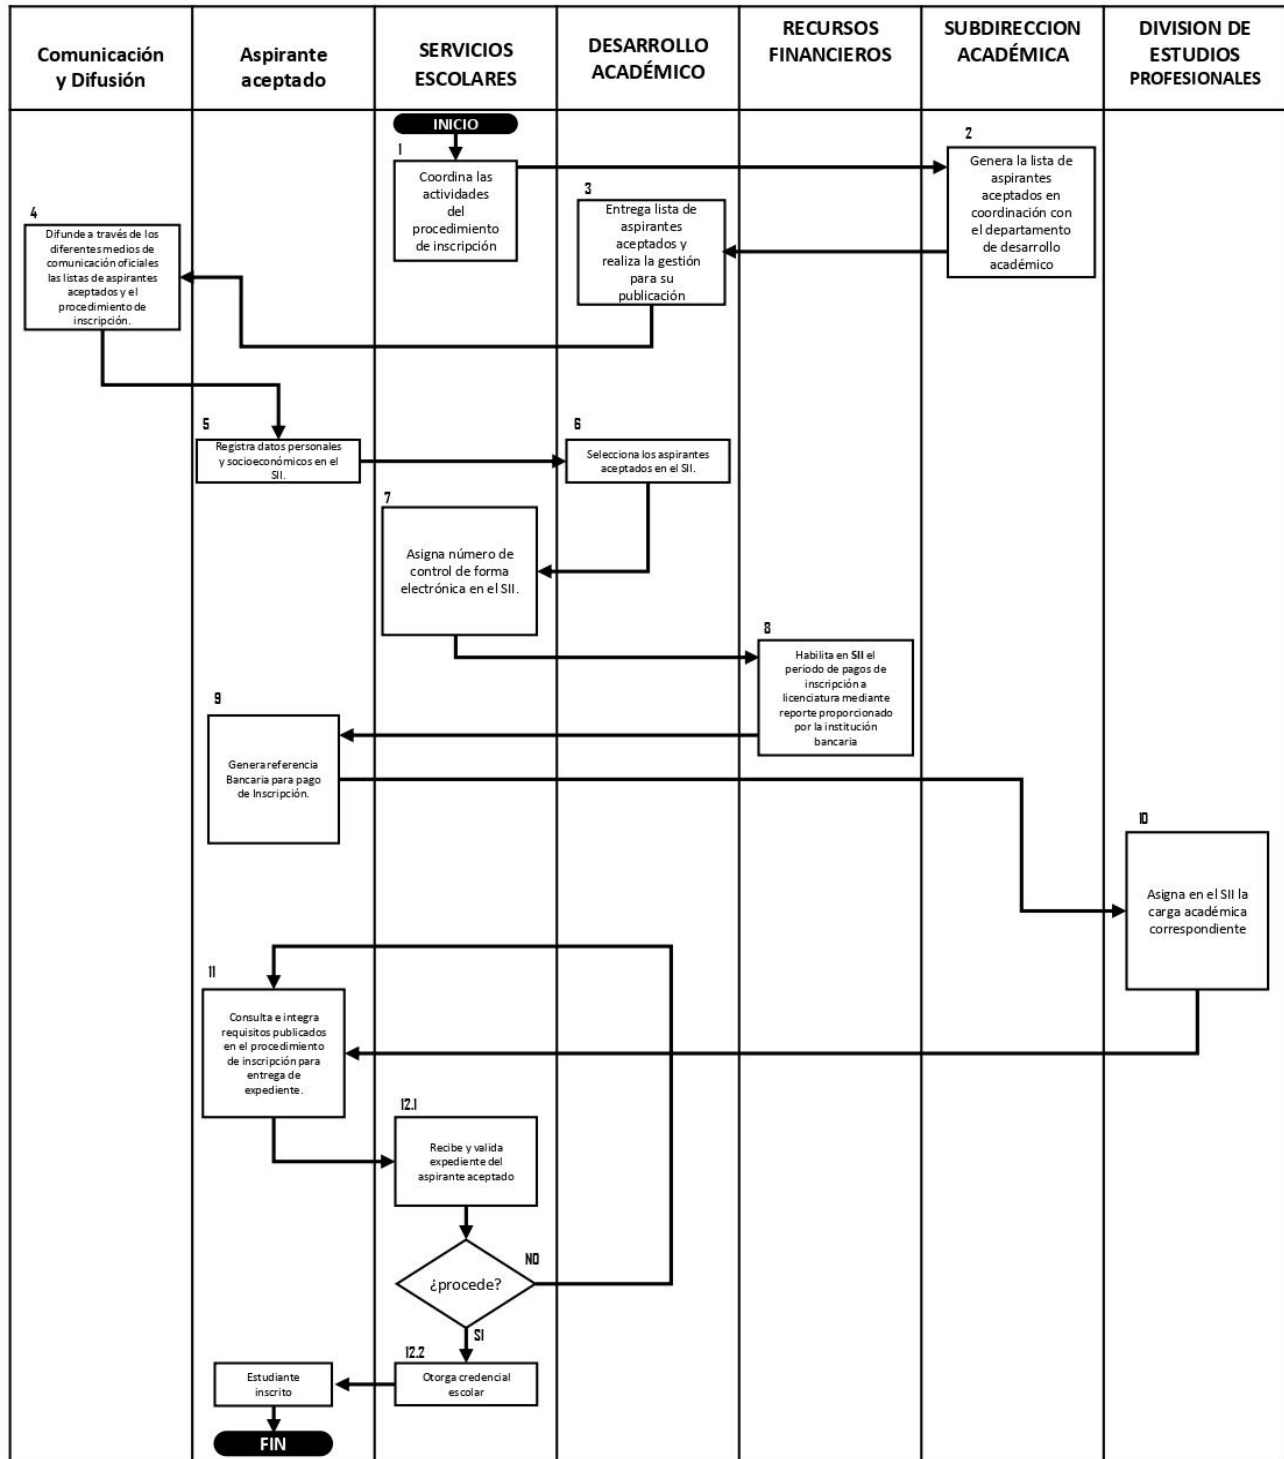 Comunicación
y Difusión
Aspirante
aceptado
SERVICIOS
ESCOLARES
DESARROLLO
ACADÉMICO
RECURSOS
FINANCIEROS
SUBDIRECCION
ACADÉMICA
DIVISION DE
ESTUDIOS
PROFESIONALES
INICIO
1
Coordina las
actividades
del
procedimiento
de inscripción
2
Genera la lista de
aspirantes
aceptados en
coordinación con
el departamento
de desarrollo
académico
3
Entrega lista de
aspirantes
aceptados y
realiza la gestión
para su
publicación
4
Difunde a través de los
diferentes medios de
comunicación oficiales
las listas de aspirantes
aceptados y el
procedimiento de
inscripción.
5
Registra datos personales
y socioeconómicos en el
SII.
6
Selecciona los aspirantes
aceptados en el SII.
7
Asigna número de
control de forma
electrónica en el SII.
8
Habilita en SII el
periodo de pagos de
inscripción a
licenciatura mediante
reporte proporcionado
por la institución
bancaria
9
Genera referencia
Bancaria para pago
de Inscripción.
10
Asigna en el SII la
carga académica
correspondiente
11
Consulta e integra
requisitos publicados
en el procedimiento
de inscripción para
entrega de
expediente.
12.1
Recibe y valida
expediente del
aspirante aceptado
¿procede?
NO
SI
12.2
Otorga credencial
escolar
Estudiante
inscrito
FIN